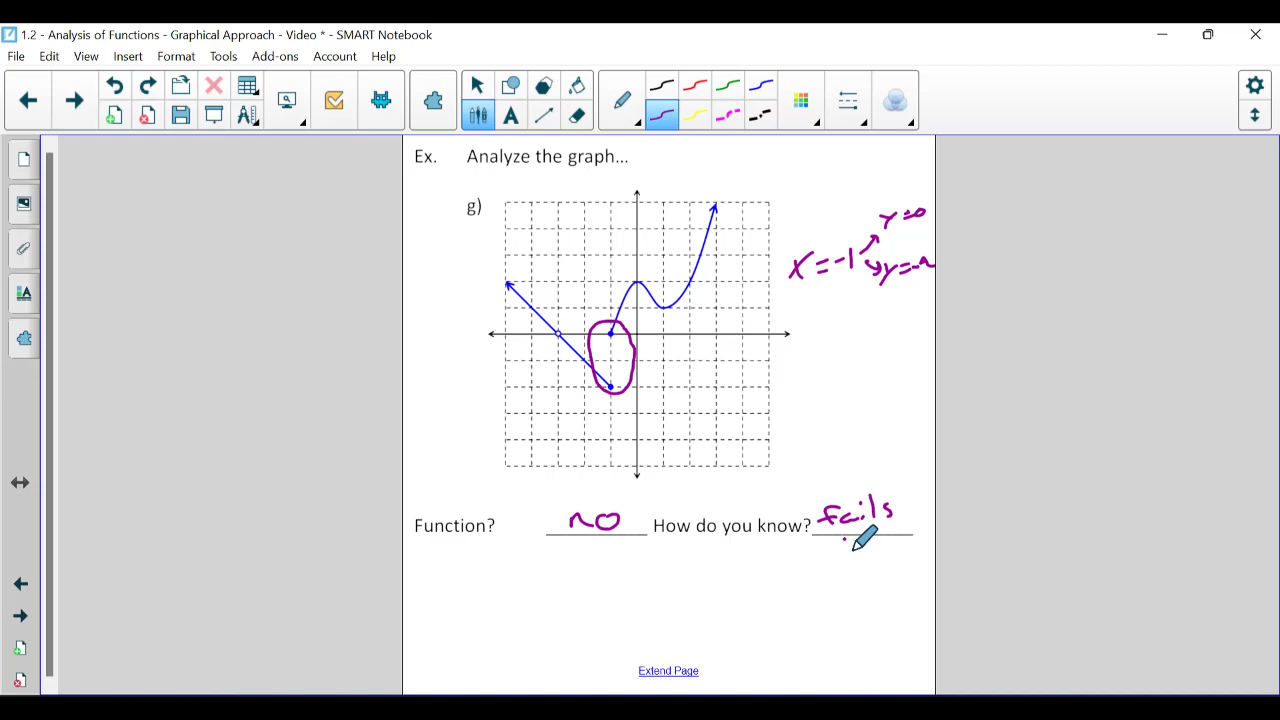 1.2 - Analysis of Functions - Graphical Approach - Video * - SMART Notebook
File Edit View Insert Format Tools Add-ons Account Help
Ex. Analyze the graph...
g)
y=0
x=-1
y=-2
Function? NO How do you know? fails
Extend Page